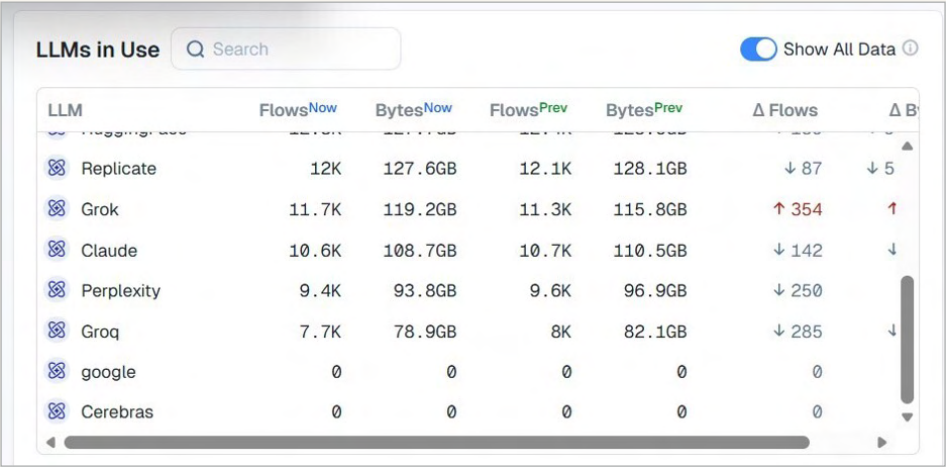 LLMs in Use Search Show All Data
LLM FlowsNow BytesNow FlowsPrev BytesPrev Δ Flows Δ B
Replicate 12K 127.6GB 12.1K 128.1GB ↓ 87 ↓ 5
Grok 11.7K 119.2GB 11.3K 115.8GB ↑ 354 ↑
Claude 10.6K 108.7GB 10.7K 110.5GB ↓ 142 ↓
Perplexity 9.4K 93.8GB 9.6K 96.9GB ↓ 250
Groq 7.7K 78.9GB 8K 82.1GB ↓ 285 ↓
google 0 0 0 0 0
Cerebras 0 0 0 0 0